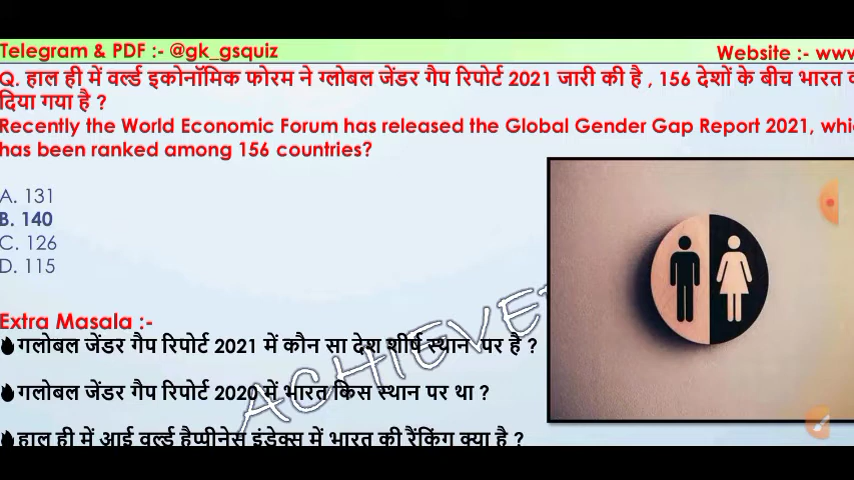 Telegram & PDF :- @gk_gsquiz
Website :- www
Q. हाल ही में वर्ल्ड इकोनॉमिक फोरम ने ग्लोबल जेंडर गैप रिपोर्ट 2021 जारी की है , 156 देशों के बीच भारत
दिया गया है ?
Recently the World Economic Forum has released the Global Gender Gap Report 2021,
has been ranked among 156 countries?
A. 131
B. 140
C. 126
D. 115
Extra Masala :-
गलोबल जेंडर गैप रिपोर्ट 2021 में कौन सा देश शीर्ष स्थान पर है ?
गलोबल जेंडर गैप रिपोर्ट 2020 में भारत किस स्थान पर था ?
हाल ही में आई वर्ल्ड हैप्पीनेस इंडेक्स में भारत की रैंकिंग क्या है ?